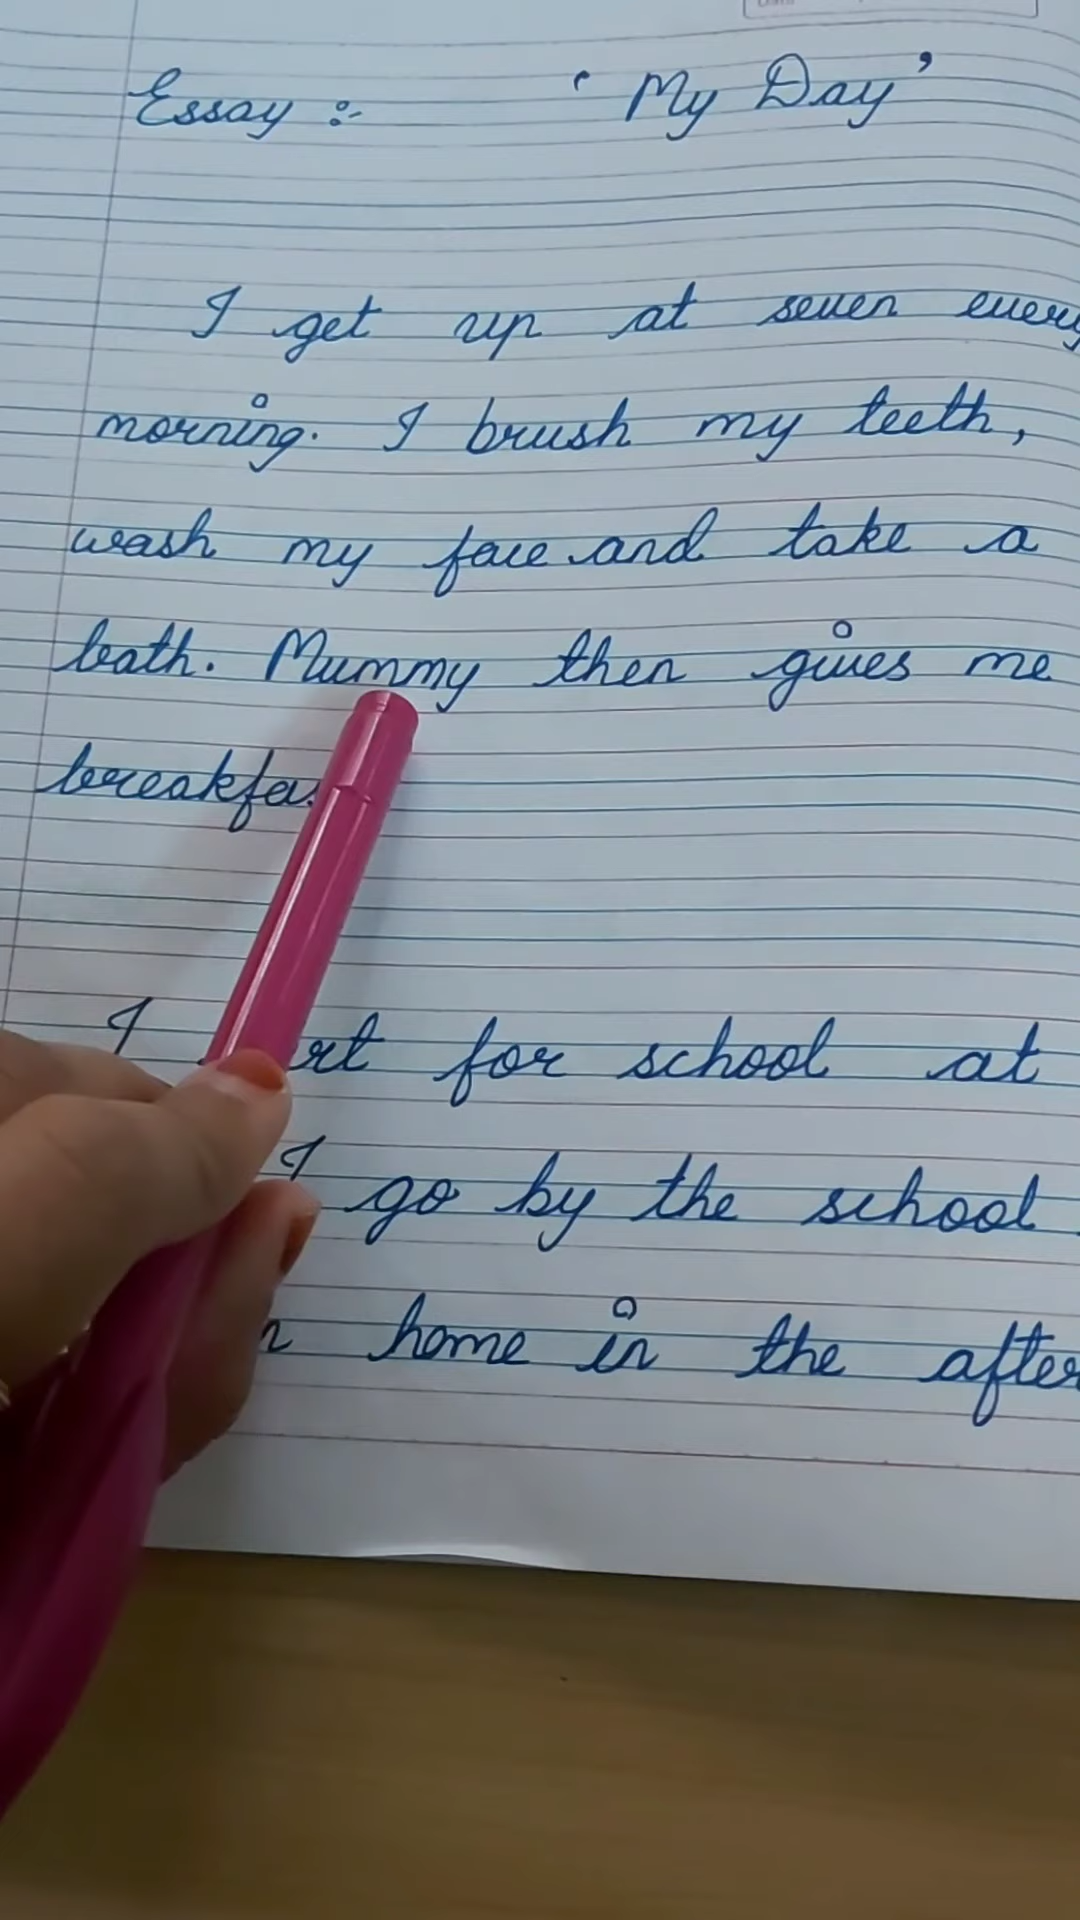 Essay :- ‘ My Day ’
I get up at seven every
morning. I brush my teeth,
wash my face and take a
bath. Mummy then gives me
I for school at
I go by the school
home in the